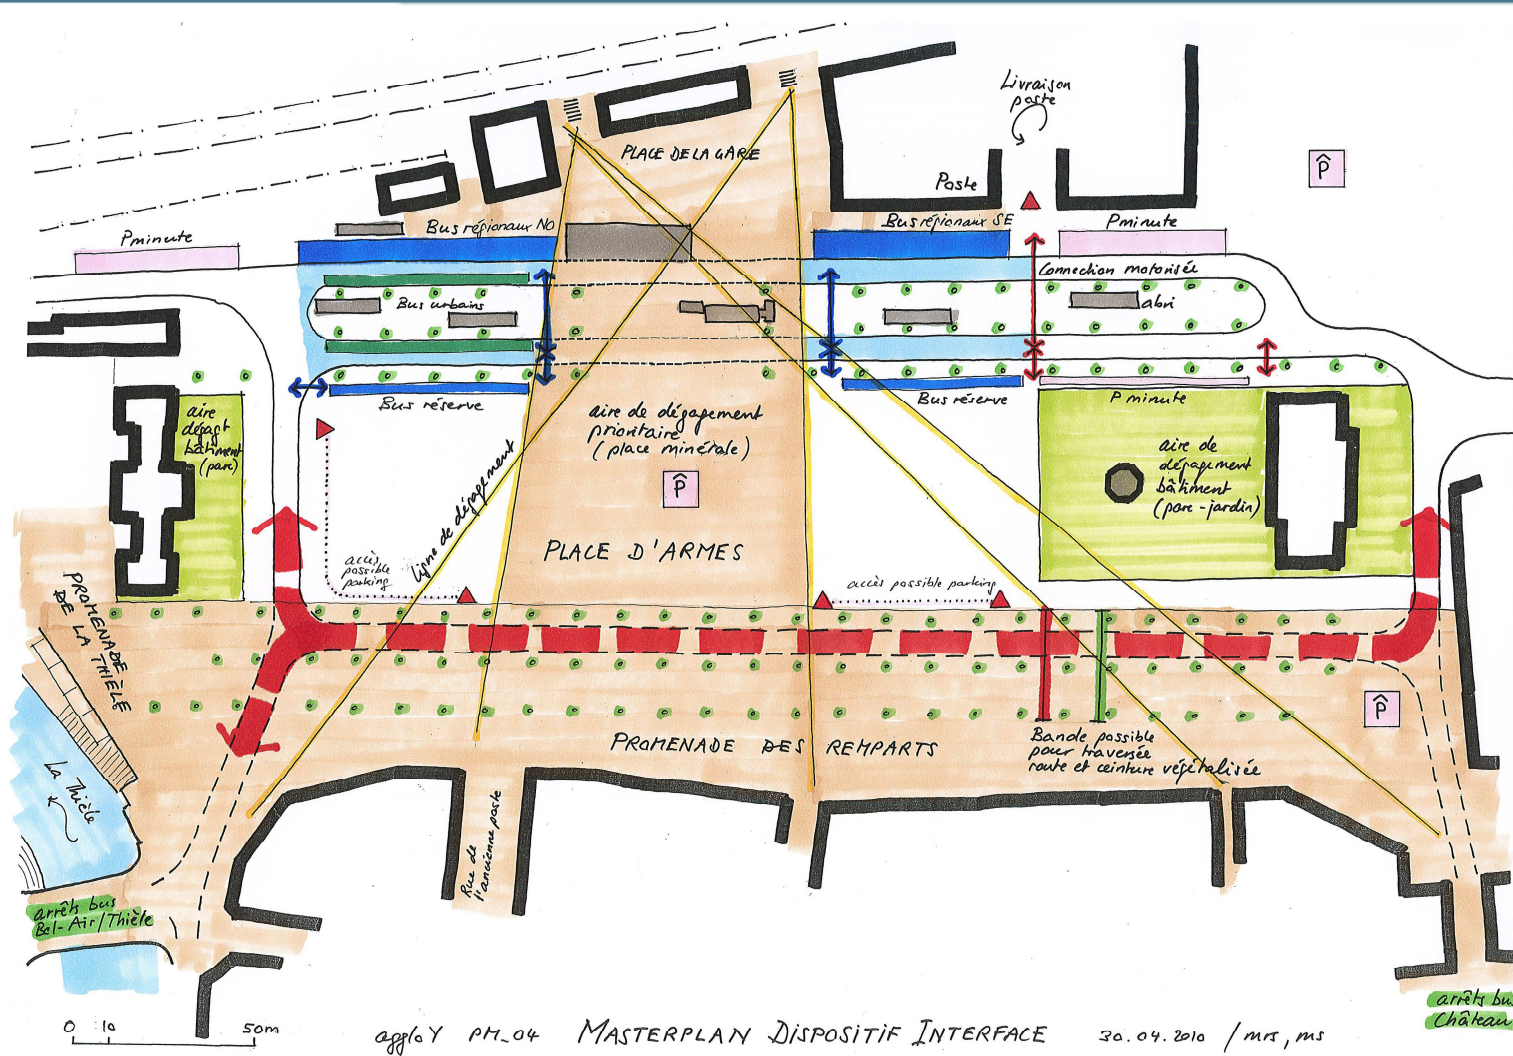 Livraison
poste
P
PLACE DE LA GARE
Poste
Bus régionaux NO
Bus régionaux SE
P minute
P minute
Connection motorisée
Bus urbains
abri
Bus réserve
Bus réserve
P minute
aire
dégagt
bâtiment
(parc)
aire de dégagement
prioritaire
(place minérale)
P
ligne de dégagement
aire de
dégagement
bâtiment
(parc-jardin)
PLACE D'ARMES
accès
possible
parking
accès possible parking
PROMENADE
DE LA THIÈLE
P
PROMENADE DES REMPARTS
Bande possible
pour traversée
route et ceinture végétalisée
La Thièle
Rue de
l'ancienne poste
arrêts bus
Bel-Air/Thièle
arrêts bus
Château
0 10 50m
aggloY PM_04 MASTERPLAN DISPOSITIF INTERFACE 30.04.2010 / mrs, ms